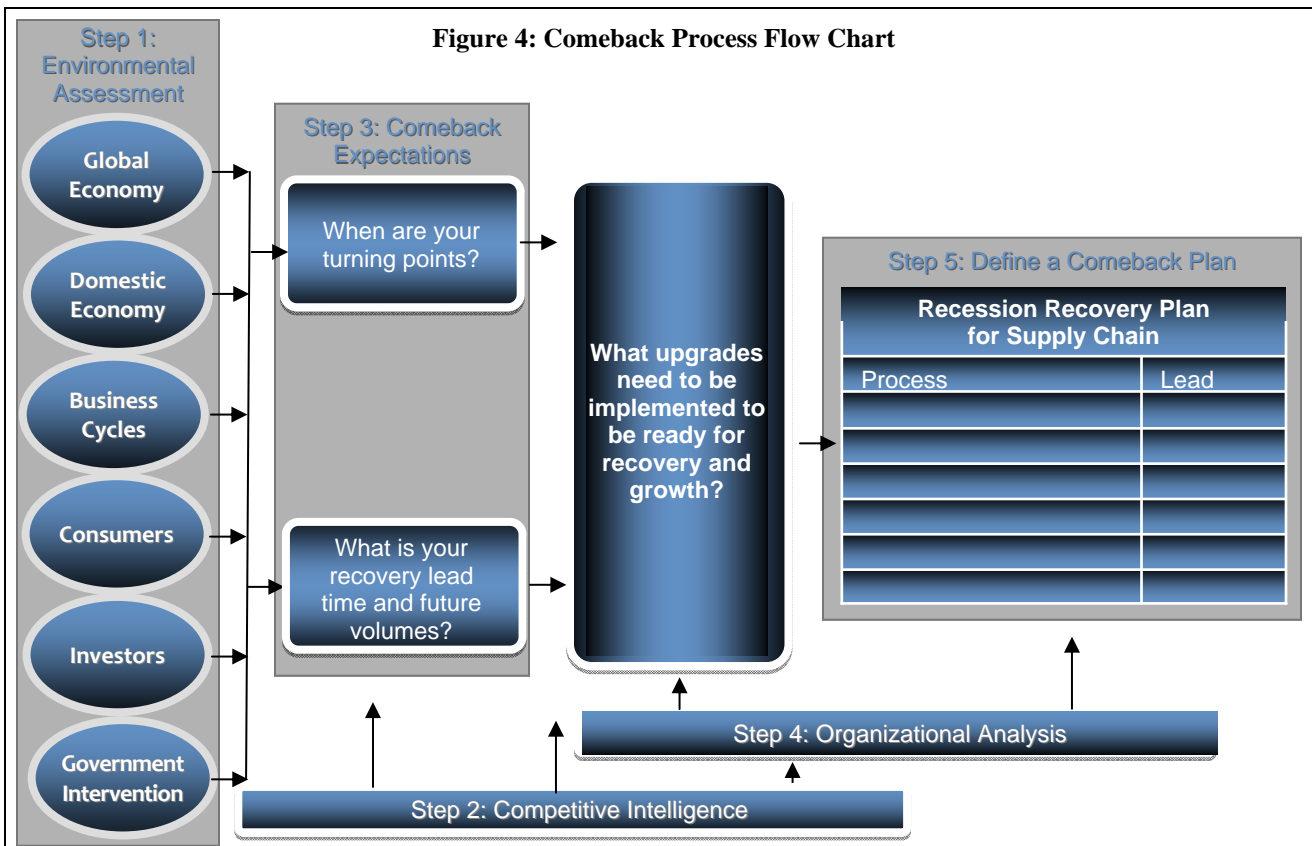 Figure 4: Comeback Process Flow Chart
Step 1:
Environmental
Assessment
Global
Economy
Domestic
Economy
Business
Cycles
Consumers
Investors
Government
Intervention
Step 3: Comeback
Expectations
When are your
turning points?
What is your
recovery lead
time and future
volumes?
What upgrades
need to be
implemented to
be ready for
recovery and
growth?
Step 5: Define a Comeback Plan
Recession Recovery Plan
for Supply Chain
Process Lead
Step 4: Organizational Analysis
Step 2: Competitive Intelligence